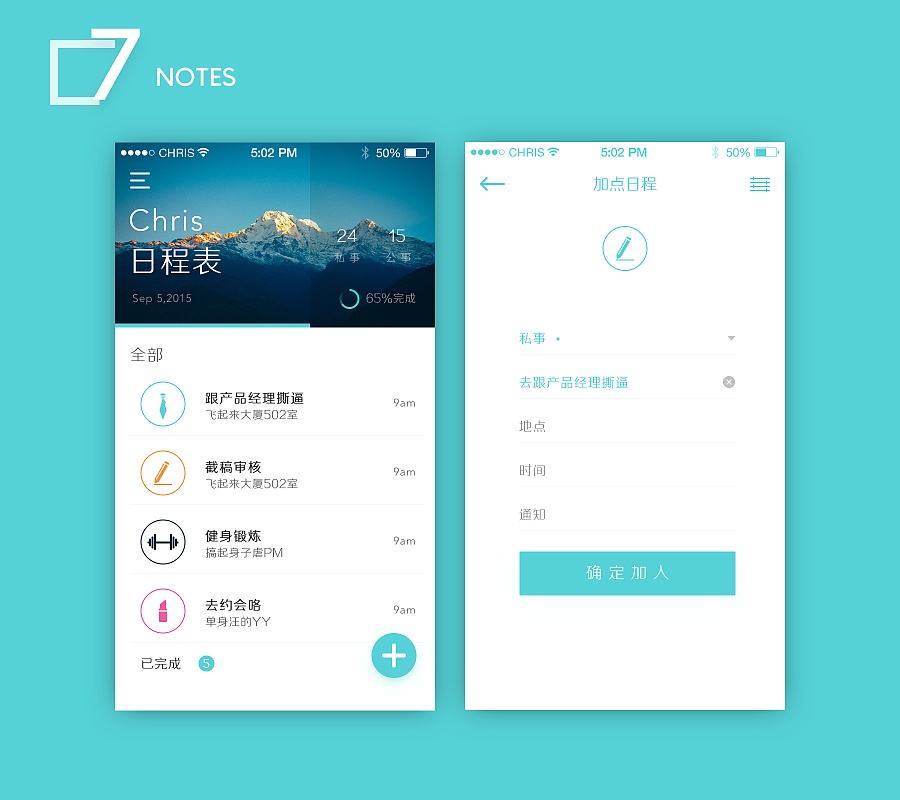 7 NOTES
CHRIS 5:02 PM 50%
Chris
日程表
24 15
私事 公事
Sep 5,2015
65%完成
全部
跟产品经理撕逼
飞起来大厦502室
9am
截稿审核
飞起来大厦502室
9am
健身锻炼
搞起身子虐PM
9am
去约会咯
单身汪的YY
9am
已完成 5
CHRIS 5:02 PM 50%
加点日程
私事
去跟产品经理撕逼
地点
时间
通知
确定加入